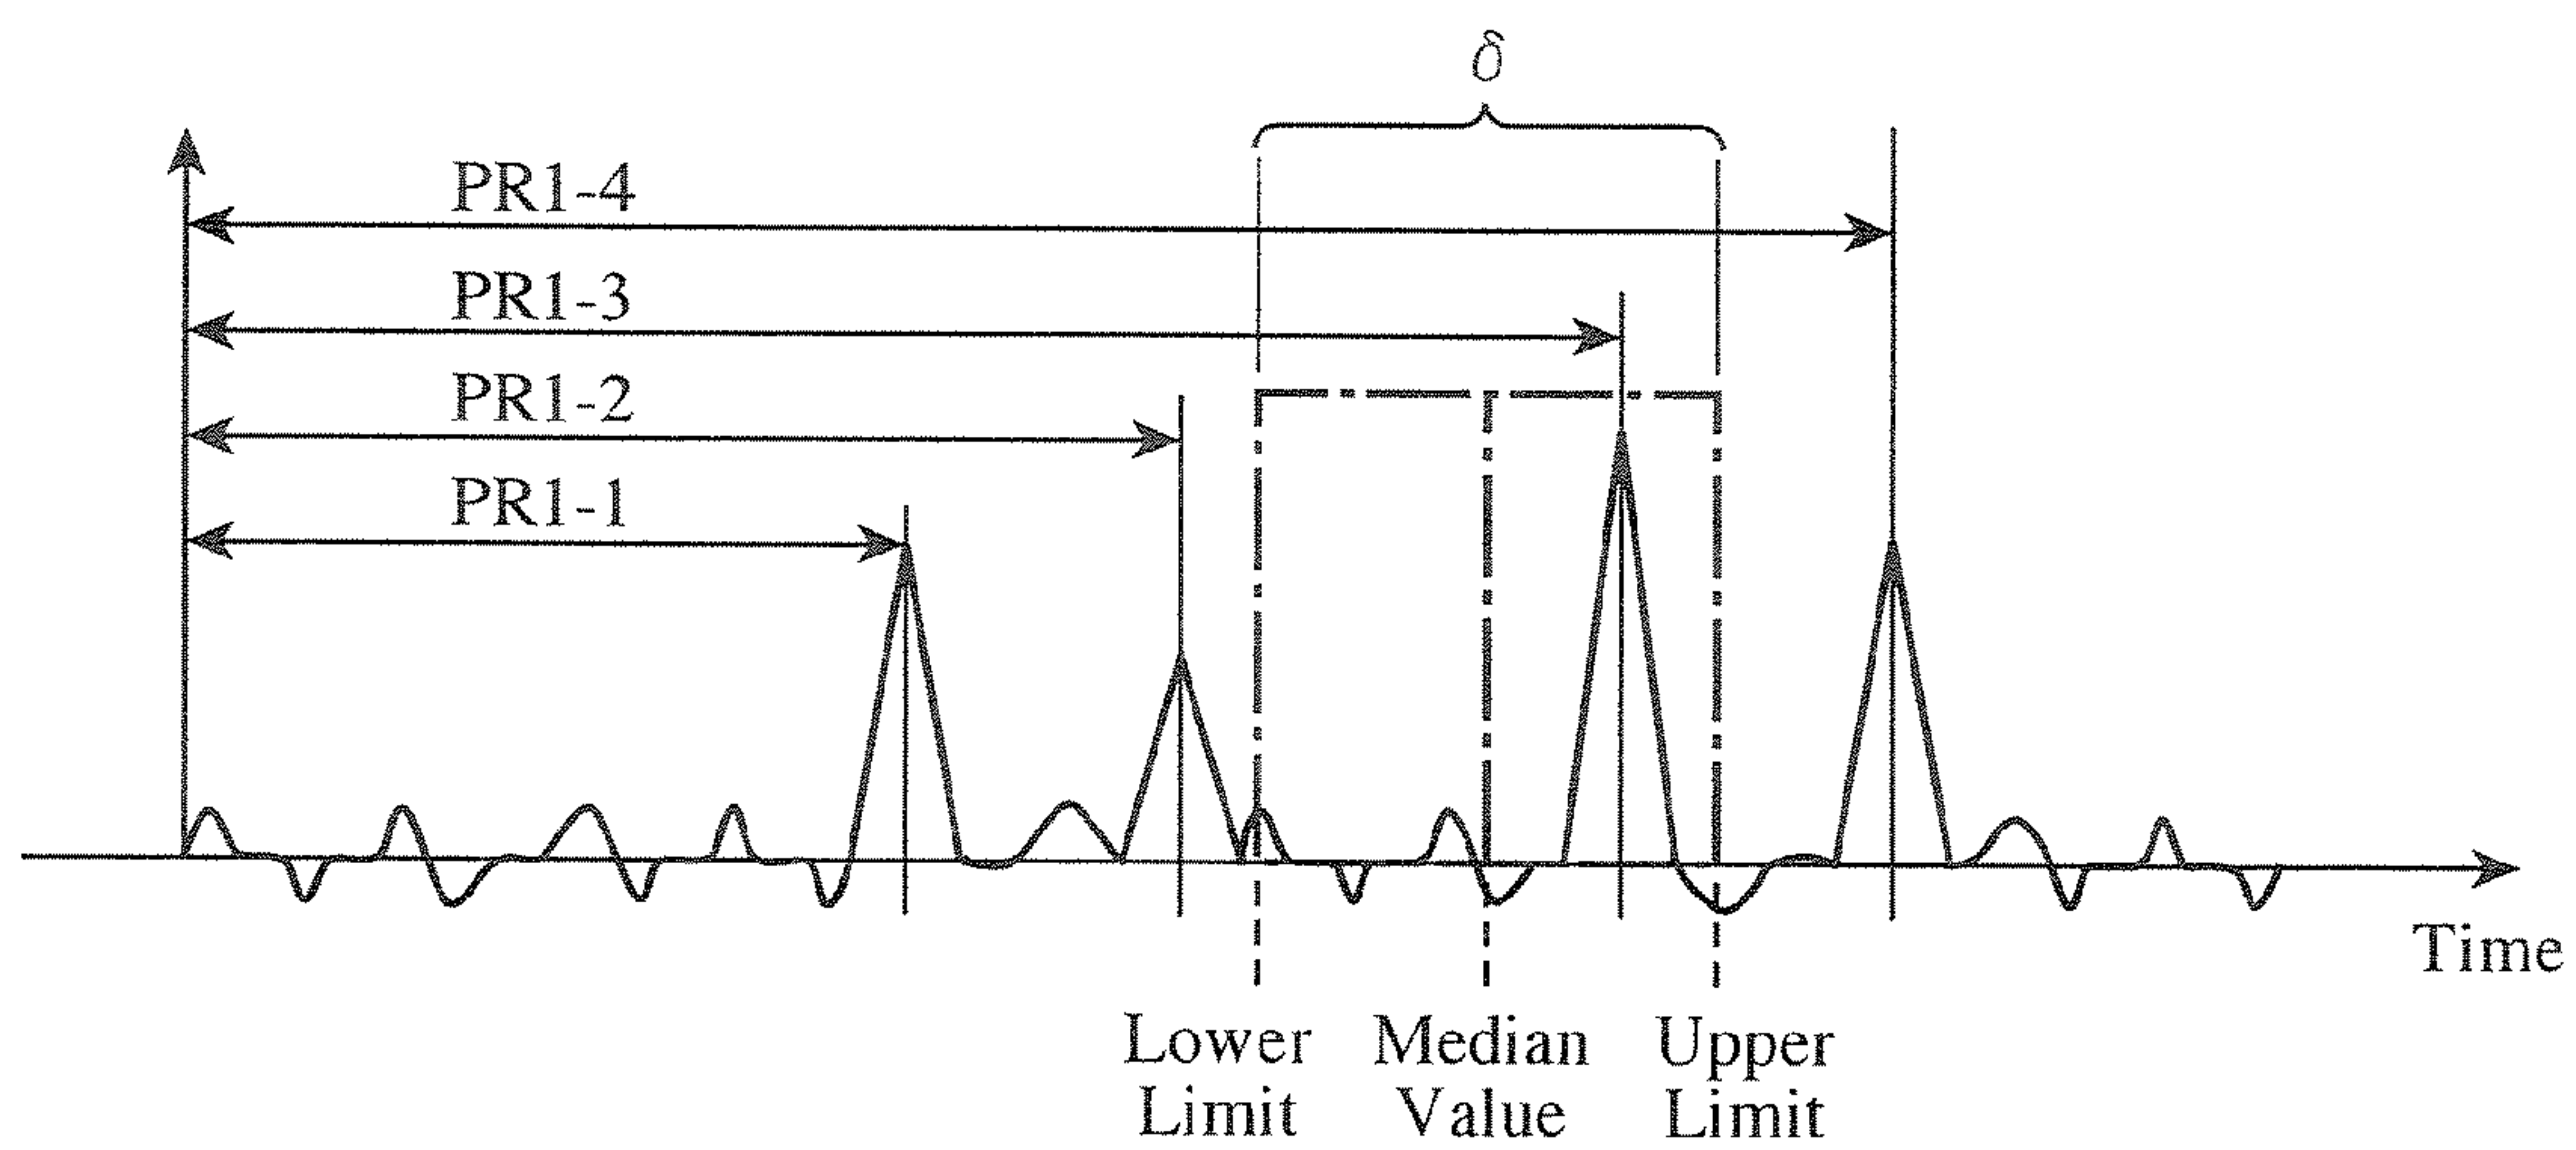 δ
PR1-4
PR1-3
PR1-2
PR1-1
Time
Lower Limit
Median Value
Upper Limit